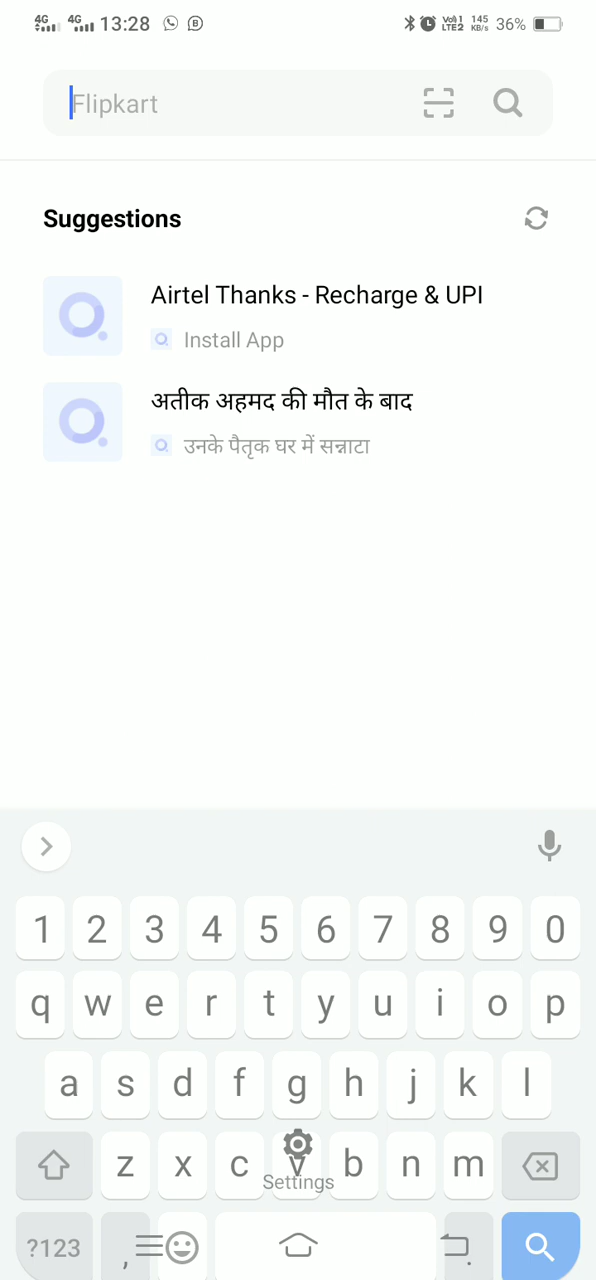 4G 4G 13:28 Vo) 1 LTE2 145 KB/s 36%
Flipkart
Suggestions
Airtel Thanks - Recharge & UPI
Install App
अतीक अहमद की मौत के बाद
उनके पैतृक घर में सन्नाटा
1 2 3 4 5 6 7 8 9 0
q w e r t y u i o p
a s d f g h j k l
z x c v b n m
Settings
?123 , .